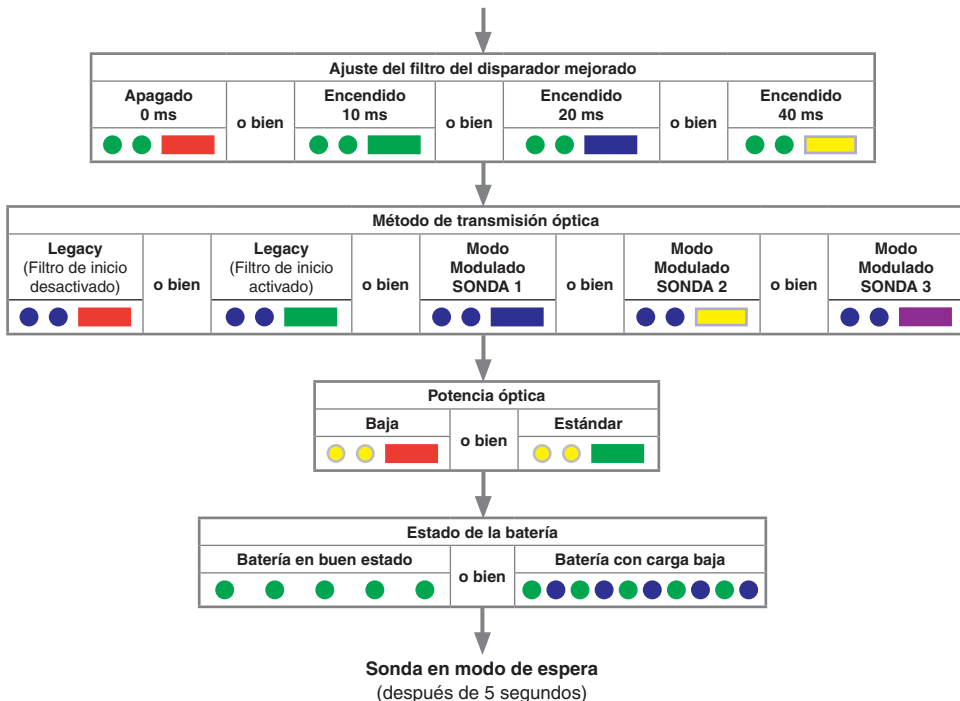 Ajuste del filtro del disparador mejorado
Apagado
0 ms
o bien
Encendido
10 ms
o bien
Encendido
20 ms
o bien
Encendido
40 ms
Método de transmisión óptica
Legacy
(Filtro de inicio
desactivado)
o bien
Legacy
(Filtro de inicio
activado)
o bien
Modo
Modulado
SONDA 1
o bien
Modo
Modulado
SONDA 2
o bien
Modo
Modulado
SONDA 3
Potencia óptica
Baja
o bien
Estándar
Estado de la batería
Batería en buen estado
o bien
Batería con carga baja
Sonda en modo de espera
(después de 5 segundos)